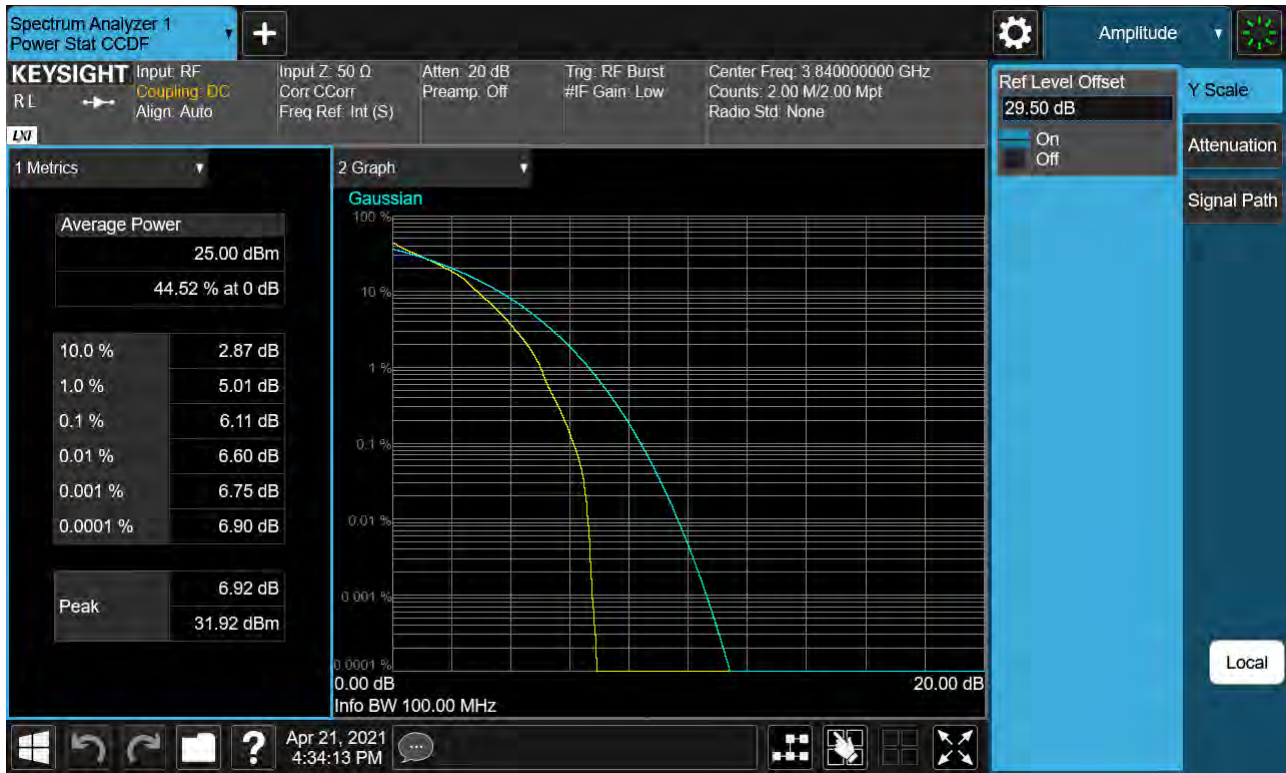 Spectrum Analyzer 1
Power Stat CCDF
+
Amplitude
KEYSIGHT
RL
LXI
Input: RF
Coupling: DC
Align: Auto
Input Z: 50 Ω
Corr CCorr
Freq Ref: Int (S)
Atten: 20 dB
Preamp: Off
Trig: RF Burst
#IF Gain: Low
Center Freq: 3.840000000 GHz
Counts: 2.00 M/2.00 Mpt
Radio Std: None
Ref Level Offset
29.50 dB
On
Off
Y Scale
Attenuation
Signal Path
Local
1 Metrics
Average Power
25.00 dBm
44.52 % at 0 dB
10.0 % 2.87 dB
1.0 % 5.01 dB
0.1 % 6.11 dB
0.01 % 6.60 dB
0.001 % 6.75 dB
0.0001 % 6.90 dB
Peak
6.92 dB
31.92 dBm
2 Graph
Gaussian
100 %
10 %
1 %
0.1 %
0.01 %
0.001 %
0.0001 %
0.00 dB 20.00 dB
Info BW 100.00 MHz
?
Apr 21, 2021
4:34:13 PM